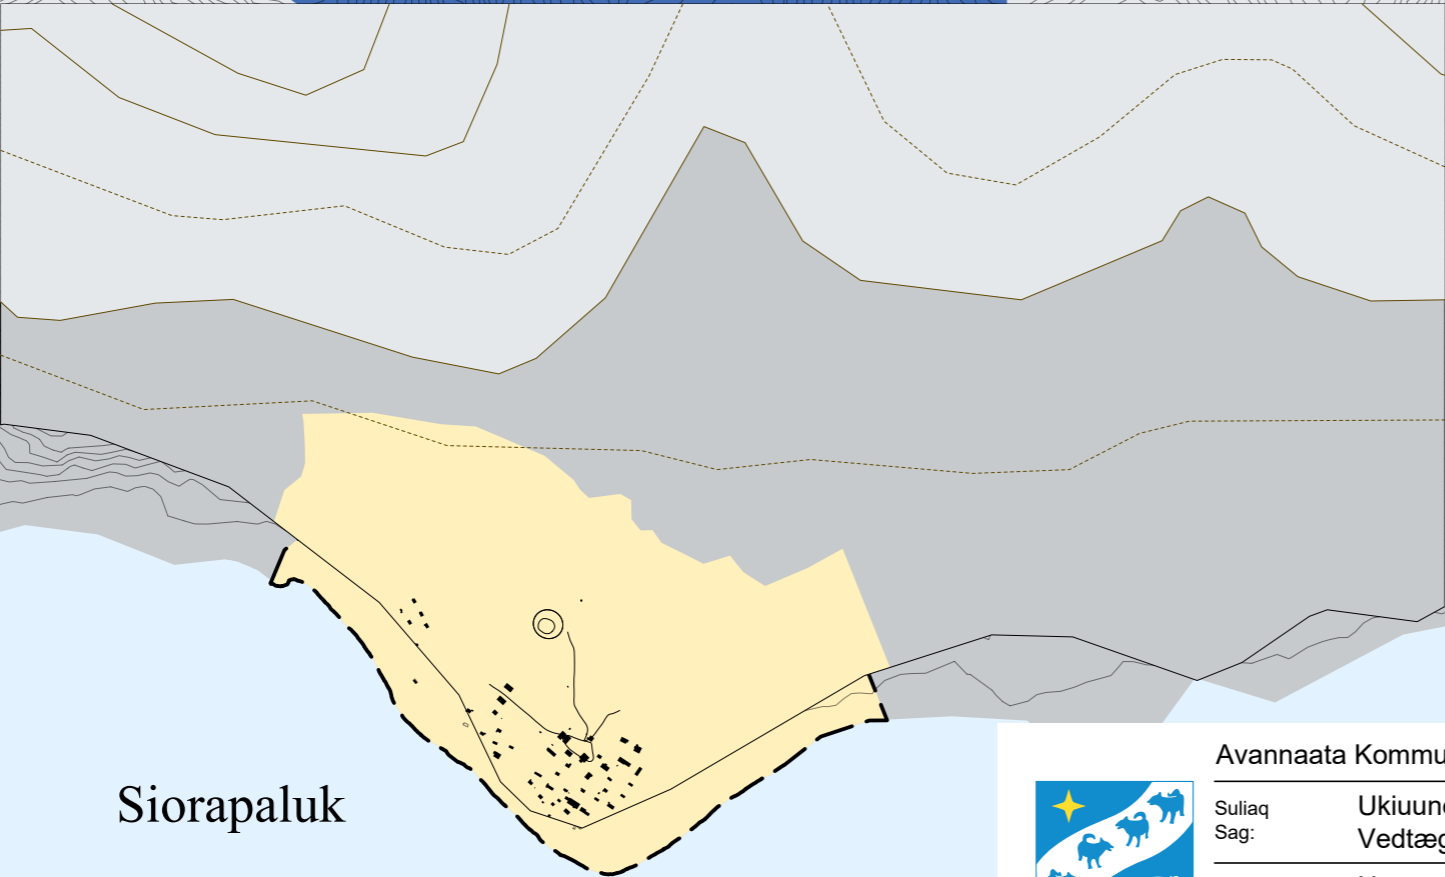 Siorapaluk
Avannaata Kommu
Suliaq
Sag:
Ukiuun
Vedtæg